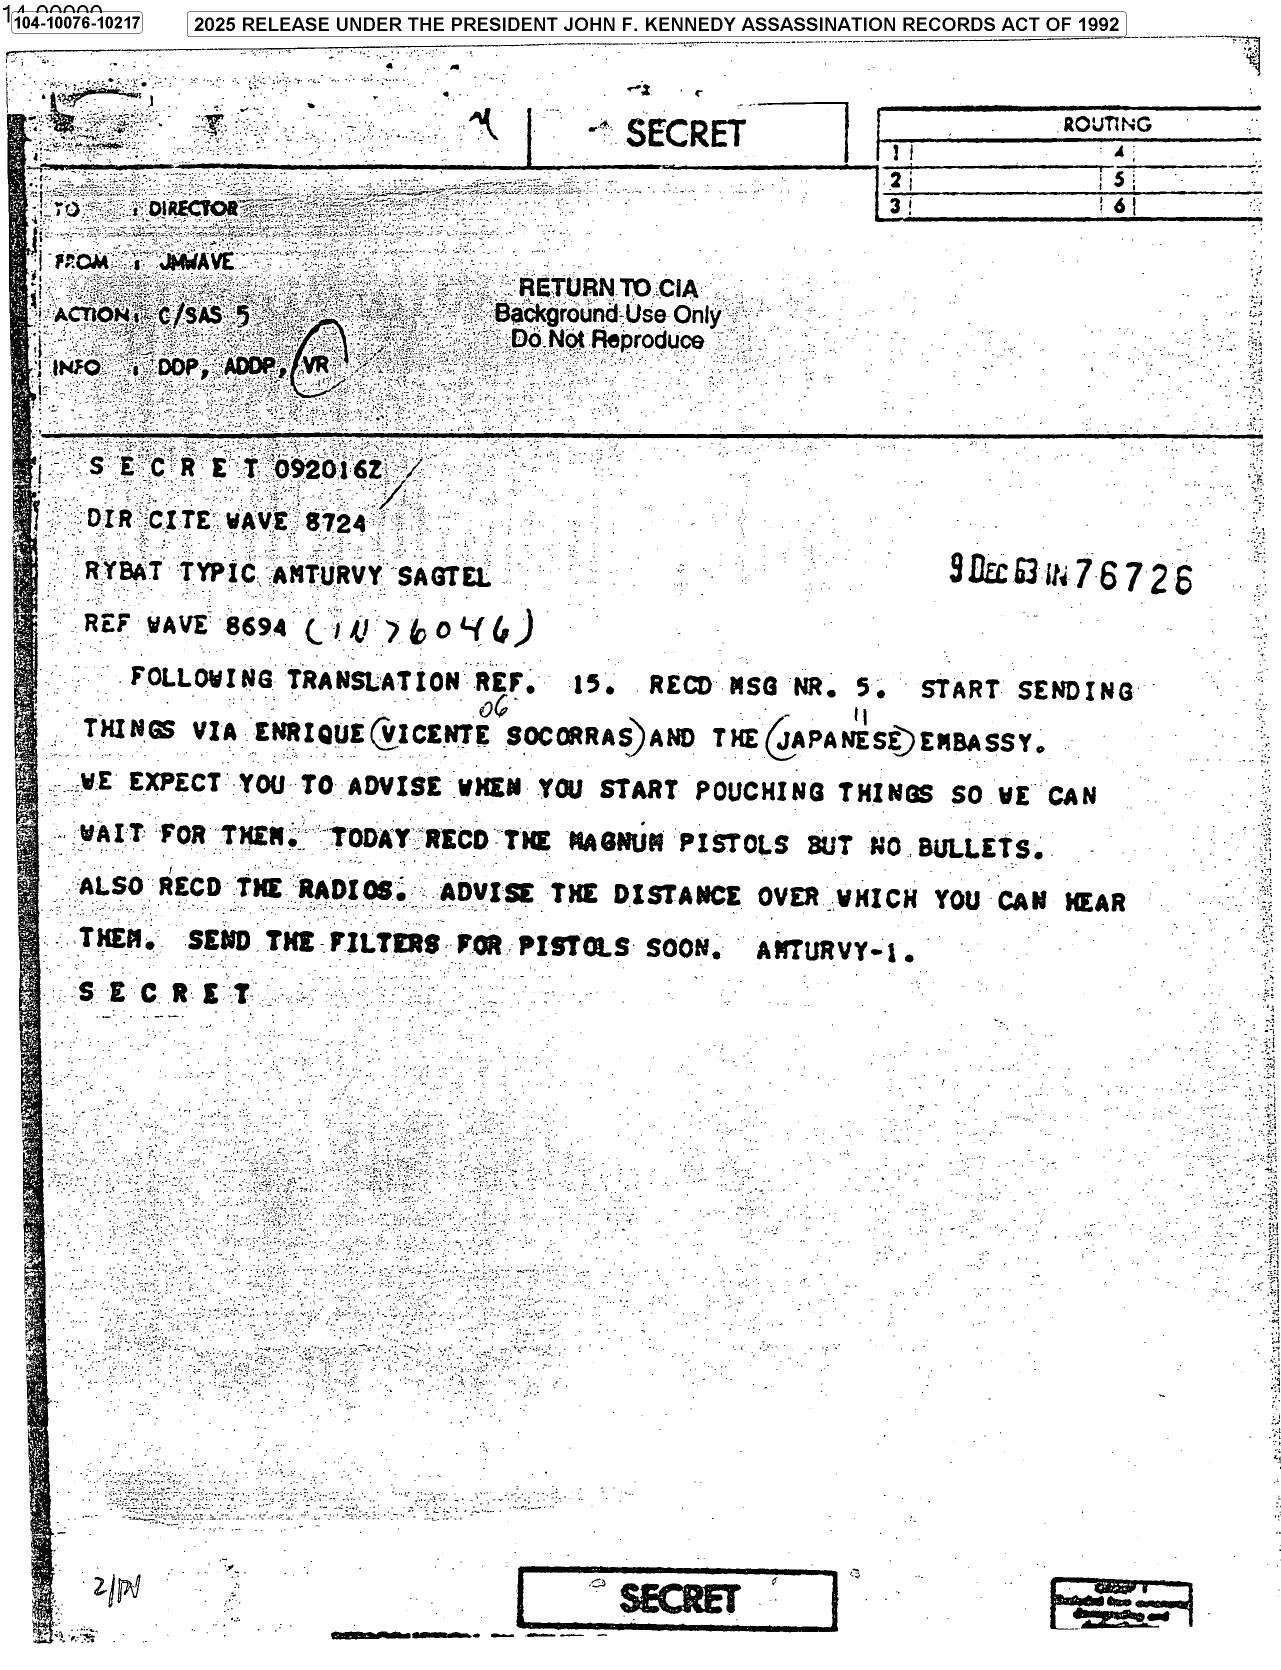 14-00000
104-10076-10217
2025 RELEASE UNDER THE PRESIDENT JOHN F. KENNEDY ASSASSINATION RECORDS ACT OF 1992
SECRET
ROUTING
1 4
2 5
3 6
TO : DIRECTOR
FROM : JMWAVE
ACTION: C/SAS 5
INFO : DDP, ADDP, VR
RETURN TO CIA
Background Use Only
Do Not Reproduce
S E C R E T 092016Z
DIR CITE WAVE 8724
RYBAT TYPIC AMTURVY SAGTEL
9 DEC 63 IN 76726
REF WAVE 8694 (IN 76046)
FOLLOWING TRANSLATION REF. 15. RECD MSG NR. 5. START SENDING
06 11
THINGS VIA ENRIQUE (VICENTE SOCORRAS) AND THE (JAPANESE) EMBASSY.
WE EXPECT YOU TO ADVISE WHEN YOU START POUCHING THINGS SO WE CAN
WAIT FOR THEM. TODAY RECD THE MAGNUM PISTOLS BUT NO BULLETS.
ALSO RECD THE RADIOS. ADVISE THE DISTANCE OVER WHICH YOU CAN HEAR
THEM. SEND THE FILTERS FOR PISTOLS SOON. AMTURVY-1.
S E C R E T
SECRET
GROUP 1